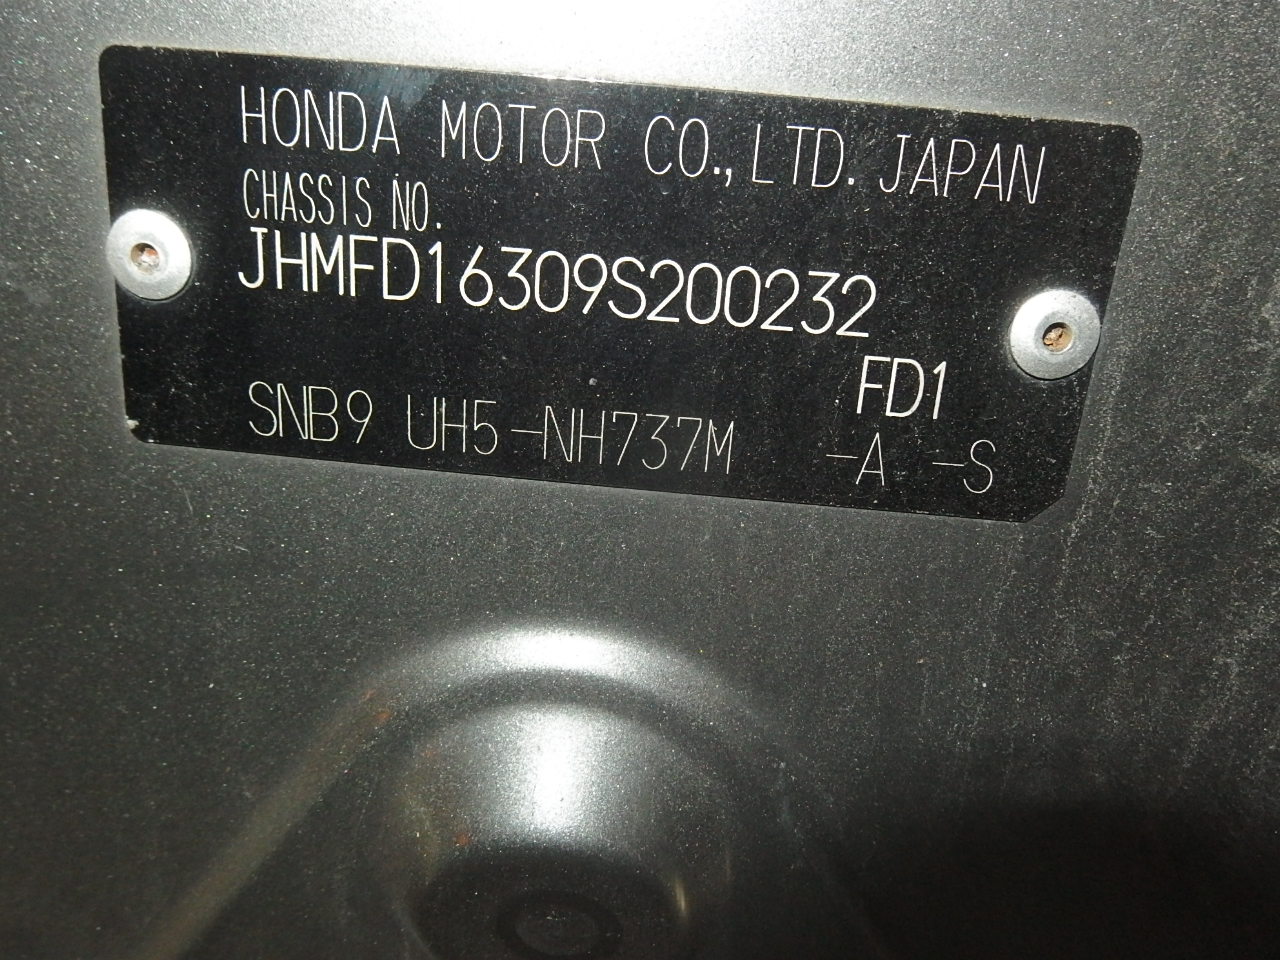 HONDA MOTOR CO.,LTD. JAPAN
CHASSIS NO.
JHMFD16309S200232
FD1
SNB9 UH5-NH737M -A -S